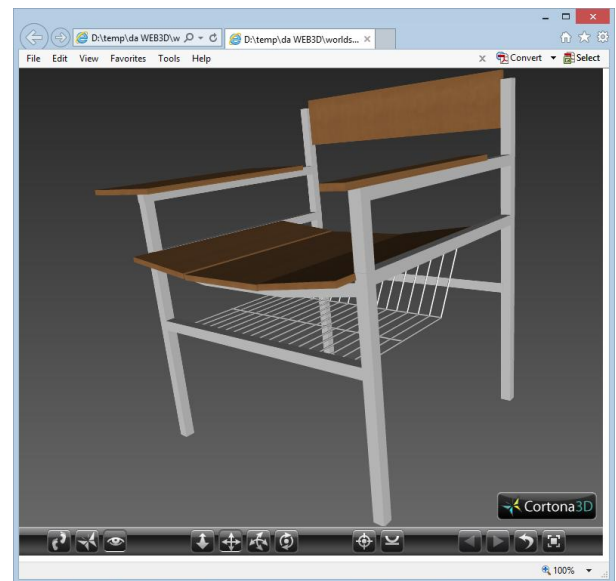 D:\temp\da WEB3D\w
D:\temp\da WEB3D\worlds...
File Edit View Favorites Tools Help
Convert
Select
Cortona3D
100%